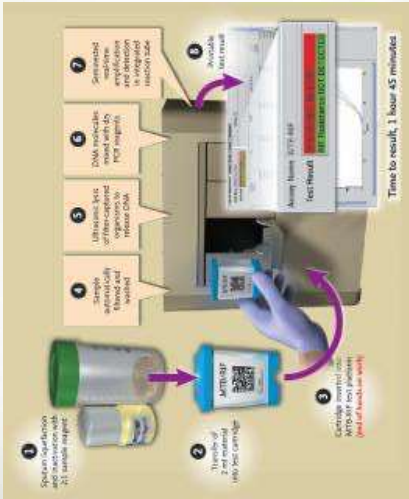 1
Sputum liquefaction
and inactivation with
2:1 sample reagent
2
Transfer of
2 ml material
into test cartridge
3
Cartridge inserted into
MTB-RIF test platform
(end of hands-on work)
4
Sample
automatically
filtered and
washed
5
Ultrasonic lysis
of filter-captured
organisms to
release DNA
6
DNA molecules
mixed with dry
PCR reagents
7
Seminested
real-time
amplification
and detection
in integrated
reaction tube
8
Printable
test result
MTB-RIF
Assay Name
Test Result
Time to result, 1 hour 45 minutes